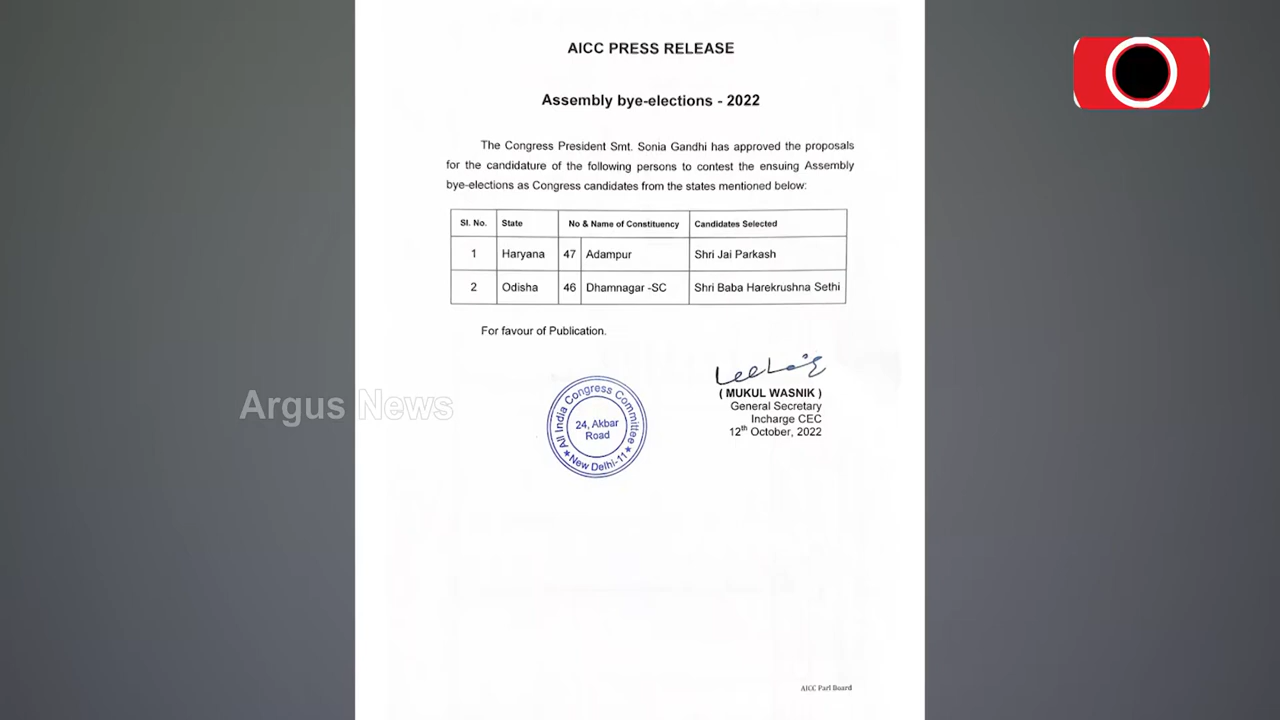 AICC PRESS RELEASE
Assembly bye-elections - 2022
The Congress President Smt. Sonia Gandhi has approved the proposals
for the candidature of the following persons to contest the ensuing Assembly
bye-elections as Congress candidates from the states mentioned below:
Sl. No. State No & Name of Constituency Candidates Selected
1 Haryana 47 Adampur Shri Jai Parkash
2 Odisha 46 Dhamnagar -SC Shri Baba Harekrushna Sethi
For favour of Publication.
( MUKUL WASNIK )
General Secretary
Incharge CEC
12th October, 2022
All India Congress Committee
24, Akbar
Road
★ New Delhi-11 ★
Argus News
AICC Parl Board